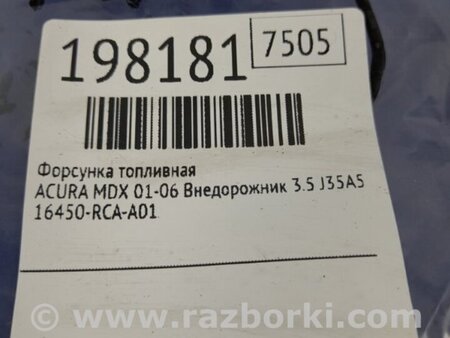 198181
7505
Форсунка топливная
ACURA MDX 01-06 Внедорожник 3.5 J35A5
16450-RCA-A01
© www.razborki.com